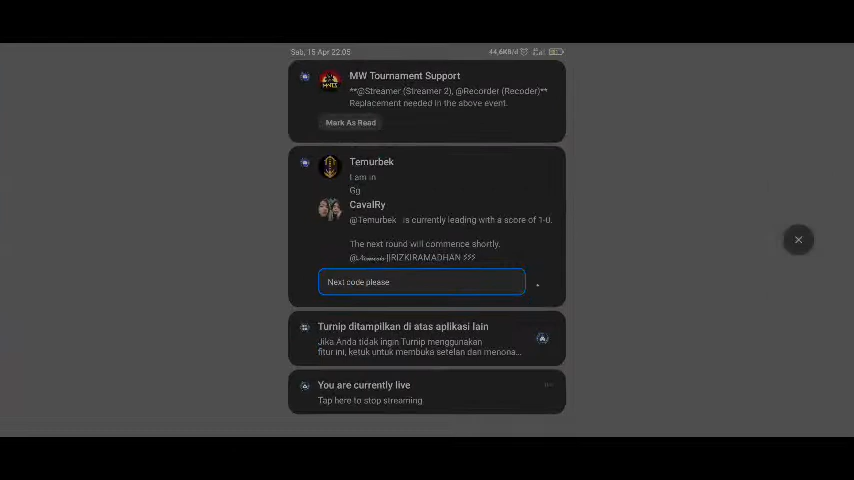 Sab, 15 Apr 22.05
44,6KB/d
MW Tournament Support
**@Streamer (Streamer 2), @Recorder (Recoder)**
Replacement needed in the above event.
Mark As Read
Temurbek
I am in
Gg
CavalRy
@Temurbek is currently leading with a score of 1-0.
The next round will commence shortly.
||RIZKIRAMADHAN
Next code please
Turnip ditampilkan di atas aplikasi lain
Jika Anda tidak ingin Turnip menggunakan
fitur ini, ketuk untuk membuka setelan dan menona...
You are currently live
Tap here to stop streaming